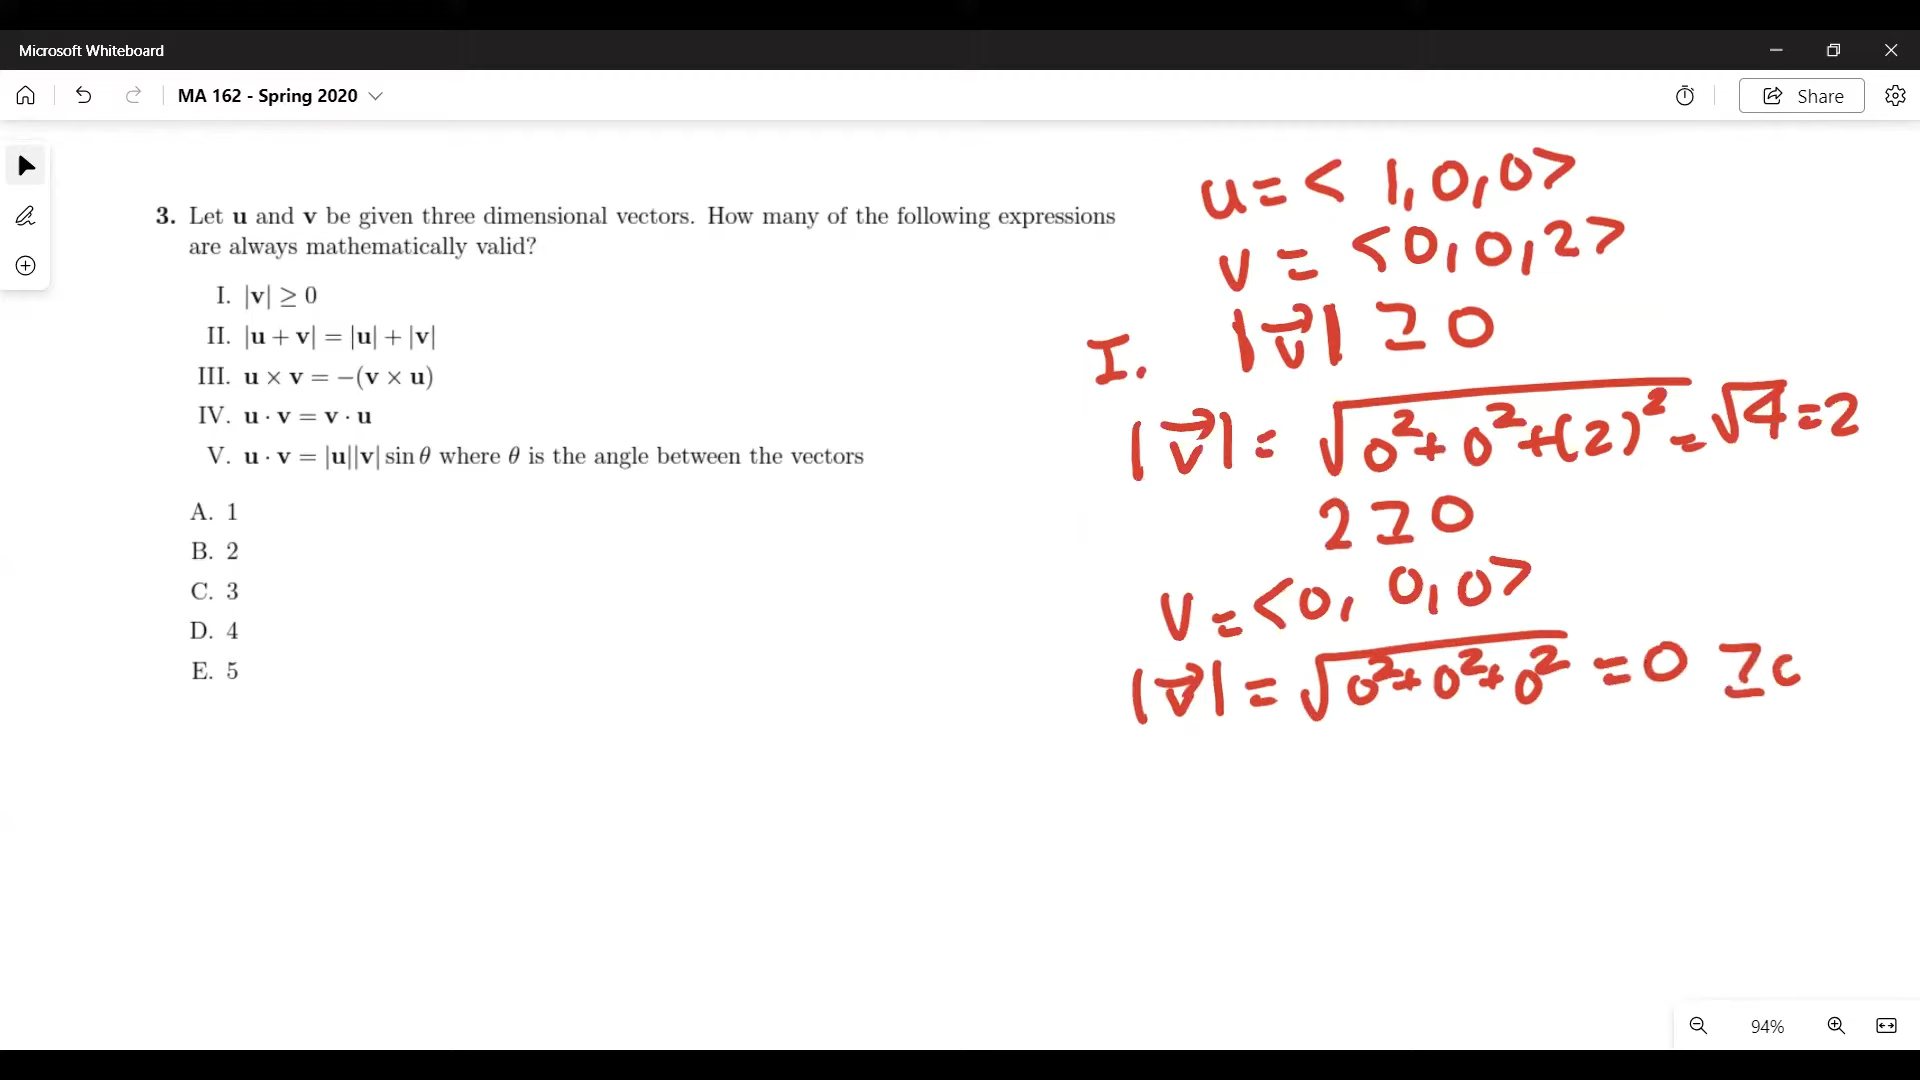 Microsoft Whiteboard
MA 162 - Spring 2020
Share
3. Let u and v be given three dimensional vectors. How many of the following expressions
are always mathematically valid?
I. |v| ≥ 0
II. |u + v| = |u| + |v|
III. u × v = −(v × u)
IV. u · v = v · u
V. u · v = |u||v| sin θ where θ is the angle between the vectors
A. 1
B. 2
C. 3
D. 4
E. 5
u = < 1, 0, 0>
v = <0, 0, 2>
I. |v⃗| ≥ 0
|v⃗| = √(0² + 0² + (2)²) = √4 = 2
2 ≥ 0
v = <0, 0, 0>
|v⃗| = √(0² + 0² + 0²) = 0 ≥
94%